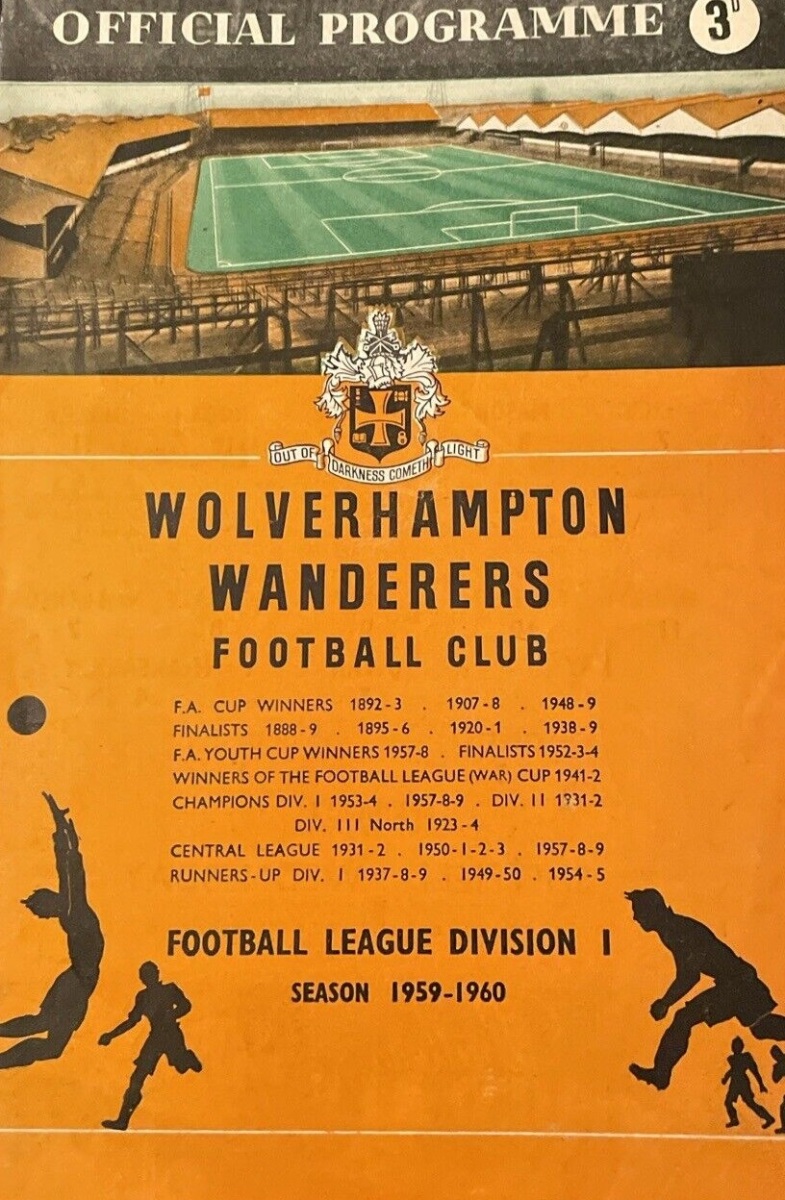 OFFICIAL PROGRAMME 3D
OUT OF DARKNESS COMETH LIGHT
WOLVERHAMPTON
WANDERERS
FOOTBALL CLUB
F.A. CUP WINNERS 1892-3 . 1907-8 . 1948-9
FINALISTS 1888-9 . 1895-6 . 1920-1 . 1938-9
F.A. YOUTH CUP WINNERS 1957-8 . FINALISTS 1952-3-4
WINNERS OF THE FOOTBALL LEAGUE (WAR) CUP 1941-2
CHAMPIONS DIV. I 1953-4 . 1957-8-9 . DIV. II 1931-2
DIV. III North 1923-4
CENTRAL LEAGUE 1931-2 . 1950-1-2-3 . 1957-8-9
RUNNERS-UP DIV. I 1937-8-9 . 1949-50 . 1954-5
FOOTBALL LEAGUE DIVISION I
SEASON 1959-1960